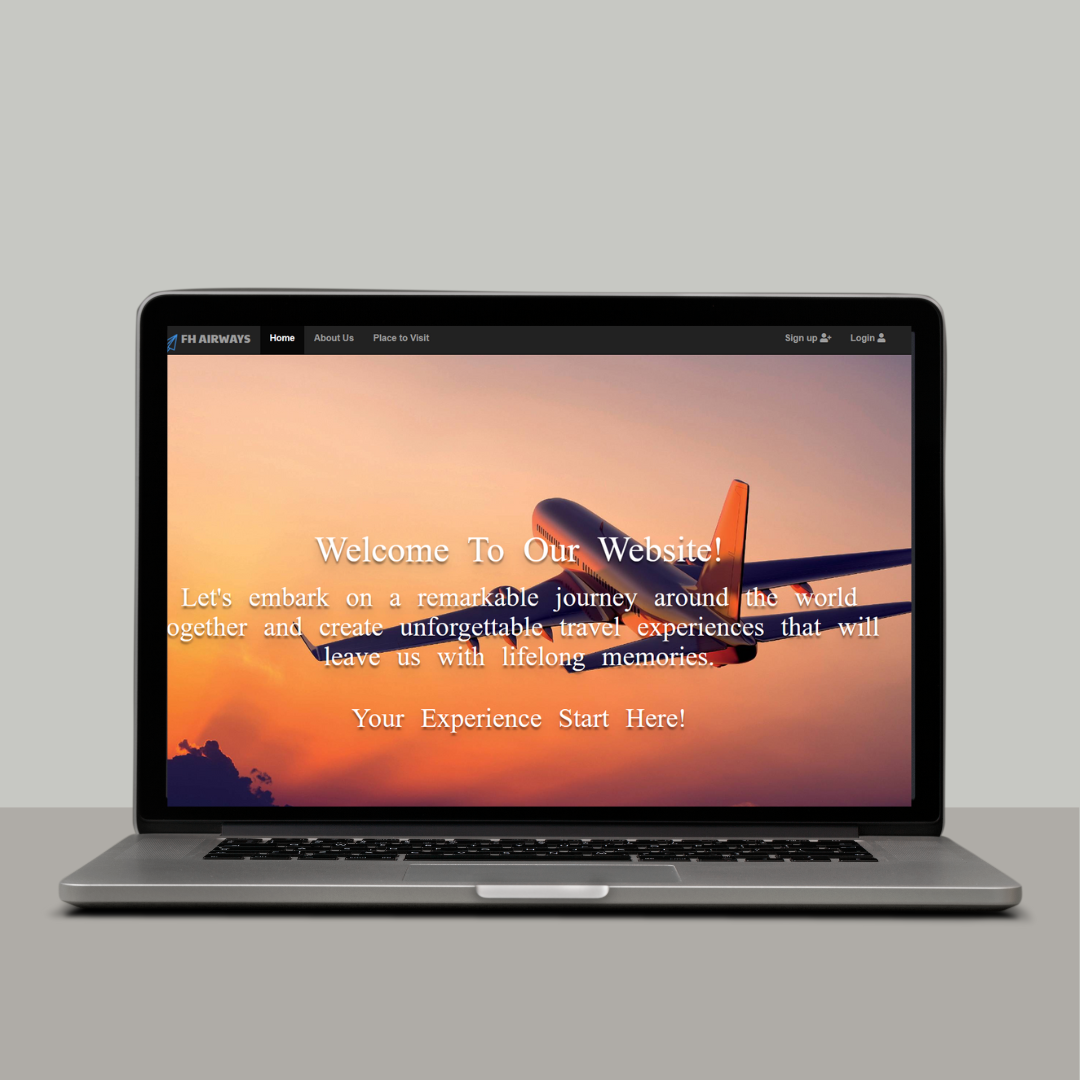 FH AIRWAYS Home About Us Place to Visit Sign up Login
Welcome To Our Website!
Let's embark on a remarkable journey around the world
ogether and create unforgettable travel experiences that will
leave us with lifelong memories.
Your Experience Start Here!